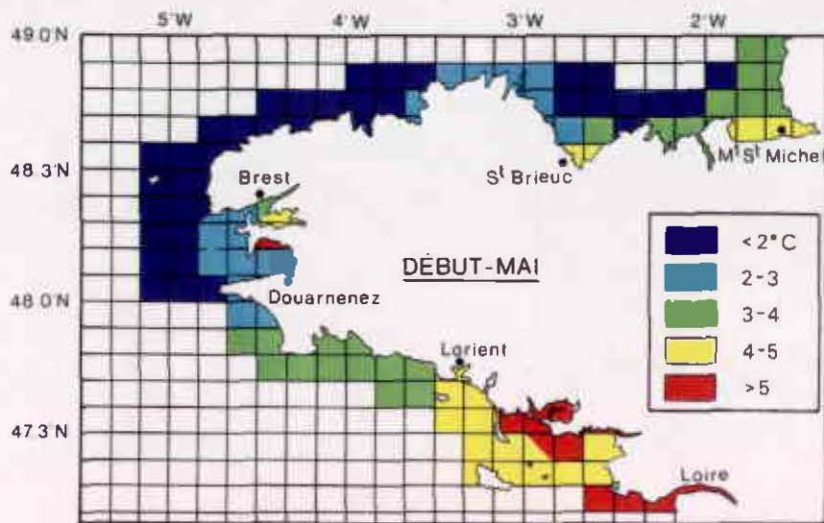 5°W 4°W 3°W 2°W
49°0'N
48°3'N
48°0'N
47°3'N
Brest
St Brieuc
Mt St Michel
Douarnenez
DÉBUT-MAI
Lorient
Loire
<2°C
2-3
3-4
4-5
>5